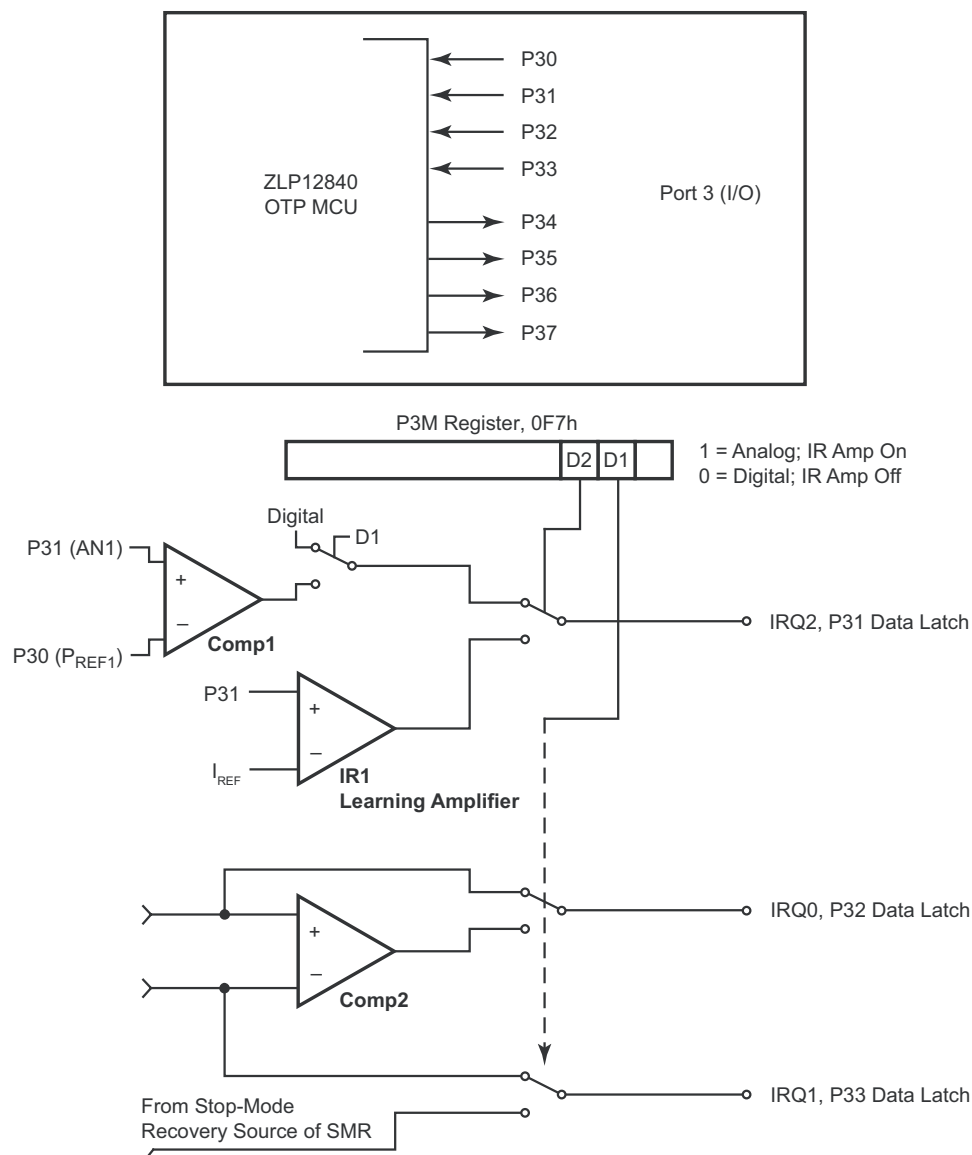 P30
P31
P32
P33
ZLP12840
OTP MCU
Port 3 (I/O)
P34
P35
P36
P37
P3M Register, 0F7h
D2 D1
1 = Analog; IR Amp On
0 = Digital; IR Amp Off
Digital
D1
P31 (AN1)
+
–
Comp1
P30 (PREF1)
IRQ2, P31 Data Latch
P31
+
–
IREF
IR1
Learning Amplifier
IRQ0, P32 Data Latch
+
–
Comp2
IRQ1, P33 Data Latch
From Stop-Mode
Recovery Source of SMR